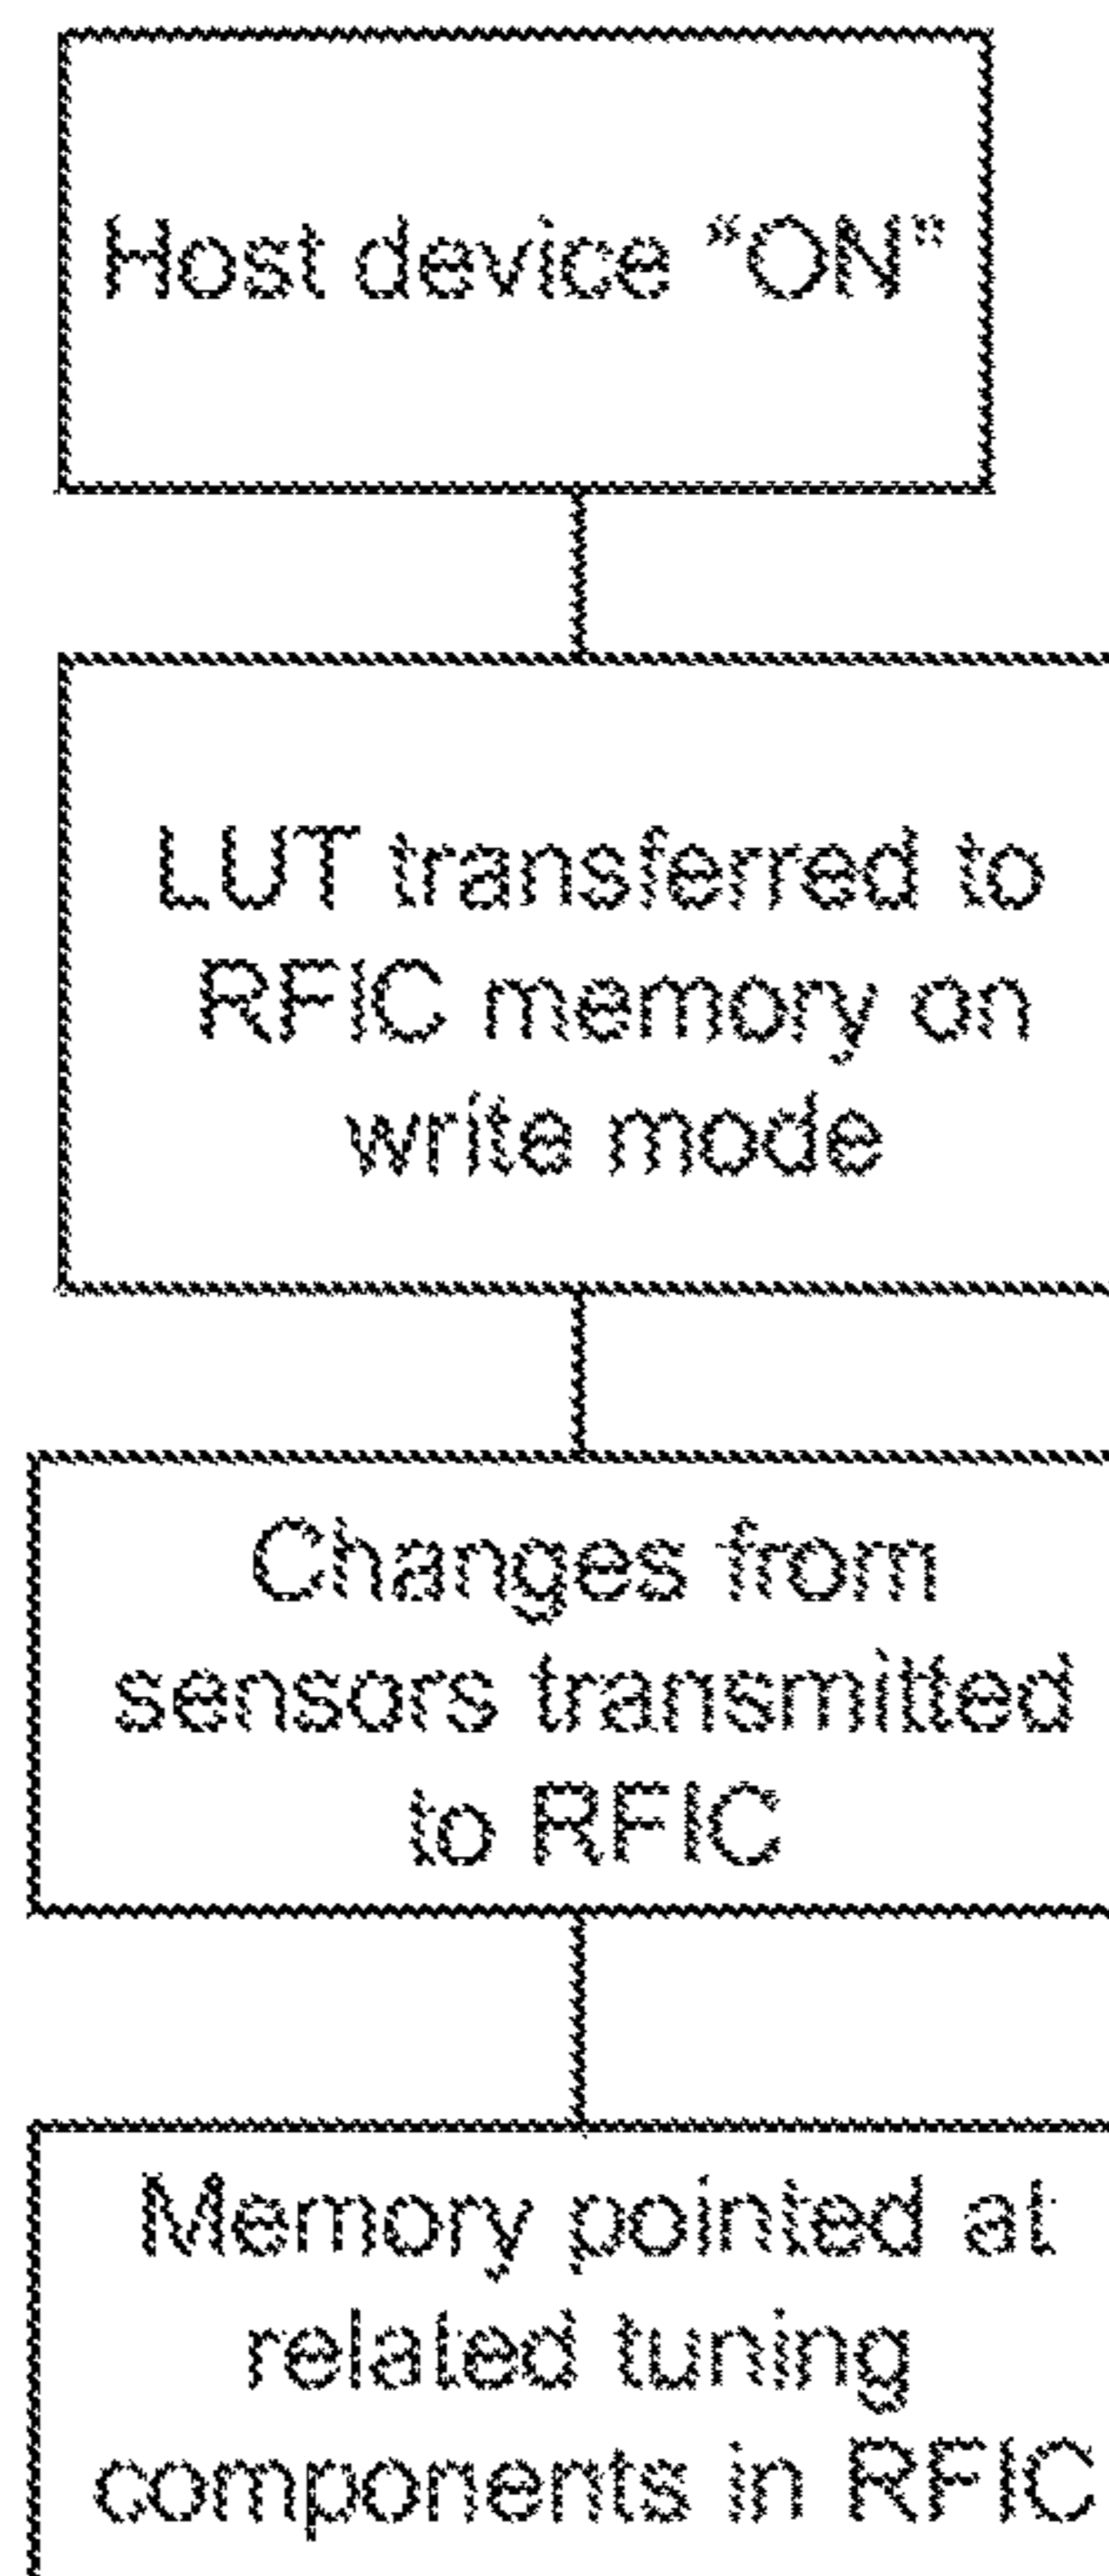 Host device "ON"
LUT transferred to
RFIC memory on
write mode
Changes from
sensors transmitted
to RFIC
Memory pointed at
related tuning
components in RFIC